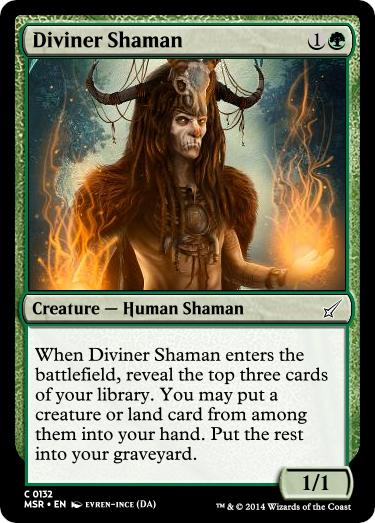 Diviner Shaman 1
Creature — Human Shaman
When Diviner Shaman enters the
battlefield, reveal the top three cards
of your library. You may put a
creature or land card from among
them into your hand. Put the rest
into your graveyard.
1/1
C 0132
MSR • EN EVREN-INCE (DA)
™ & © 2014 Wizards of the Coast